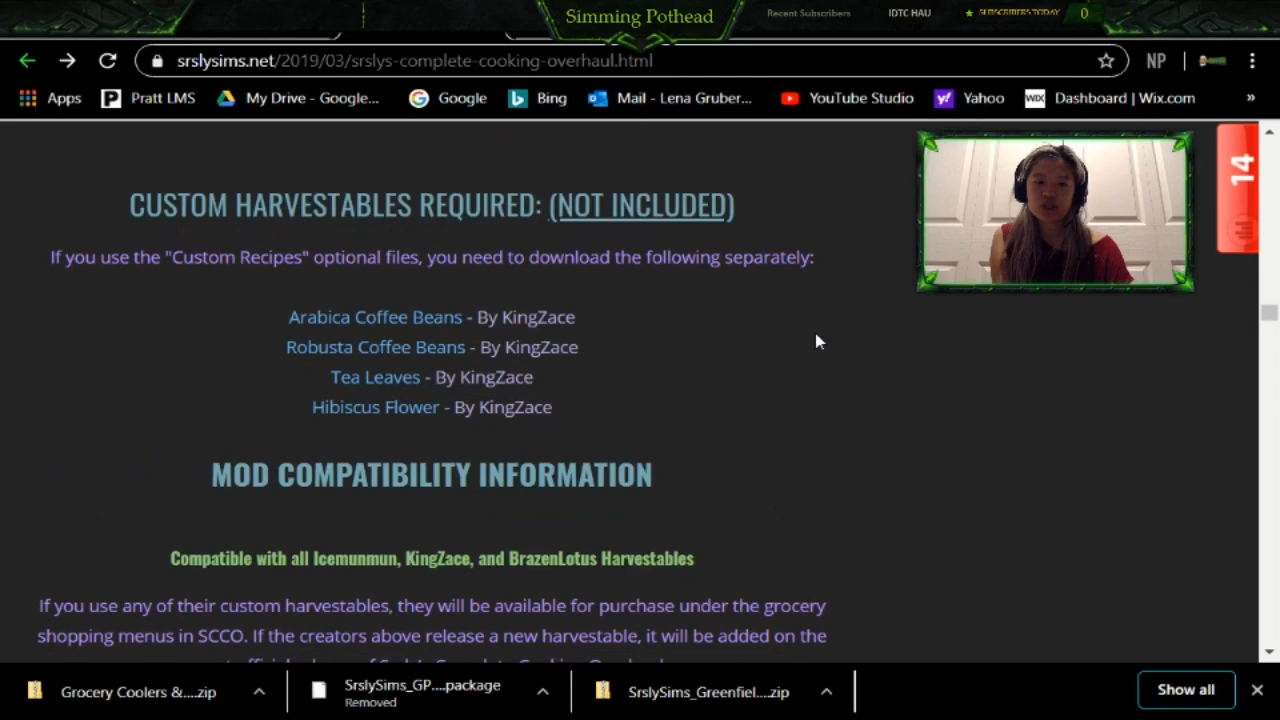 Simming Pothead
Recent Subscribers
IDTC HAU
SUBSCRIBERS TODAY
0
srslysims.net/2019/03/srslys-complete-cooking-overhaul.html
NP
Apps
Pratt LMS
My Drive - Google...
Google
Bing
Mail - Lena Gruber...
YouTube Studio
Yahoo
WIX
Dashboard | Wix.com
»
14
CUSTOM HARVESTABLES REQUIRED: (NOT INCLUDED)
If you use the "Custom Recipes" optional files, you need to download the following separately:
Arabica Coffee Beans - By KingZace
Robusta Coffee Beans - By KingZace
Tea Leaves - By KingZace
Hibiscus Flower - By KingZace
MOD COMPATIBILITY INFORMATION
Compatible with all Icemunmun, KingZace, and BrazenLotus Harvestables
If you use any of their custom harvestables, they will be available for purchase under the grocery
shopping menus in SCCO. If the creators above release a new harvestable, it will be added on the
Grocery Coolers &....zip
SrslySims_GP....package
Removed
SrslySims_Greenfiel....zip
Show all